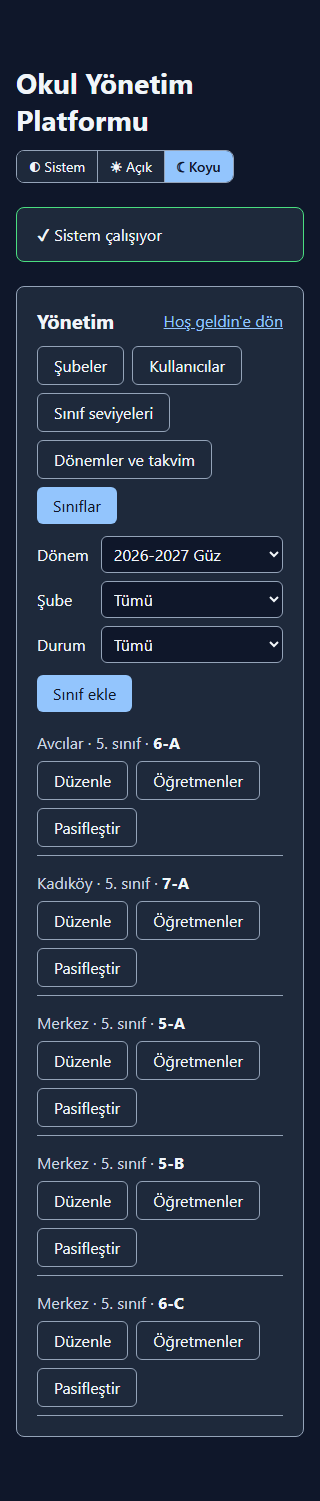 Okul Yönetim
Platformu
◐ Sistem ☀ Açık ☾ Koyu
✓ Sistem çalışıyor
Yönetim Hoş geldin'e dön
Şubeler Kullanıcılar
Sınıf seviyeleri
Dönemler ve takvim
Sınıflar
Dönem 2026-2027 Güz
Şube Tümü
Durum Tümü
Sınıf ekle
Avcılar · 5. sınıf · 6-A
Düzenle Öğretmenler
Pasifleştir
Kadıköy · 5. sınıf · 7-A
Düzenle Öğretmenler
Pasifleştir
Merkez · 5. sınıf · 5-A
Düzenle Öğretmenler
Pasifleştir
Merkez · 5. sınıf · 5-B
Düzenle Öğretmenler
Pasifleştir
Merkez · 5. sınıf · 6-C
Düzenle Öğretmenler
Pasifleştir